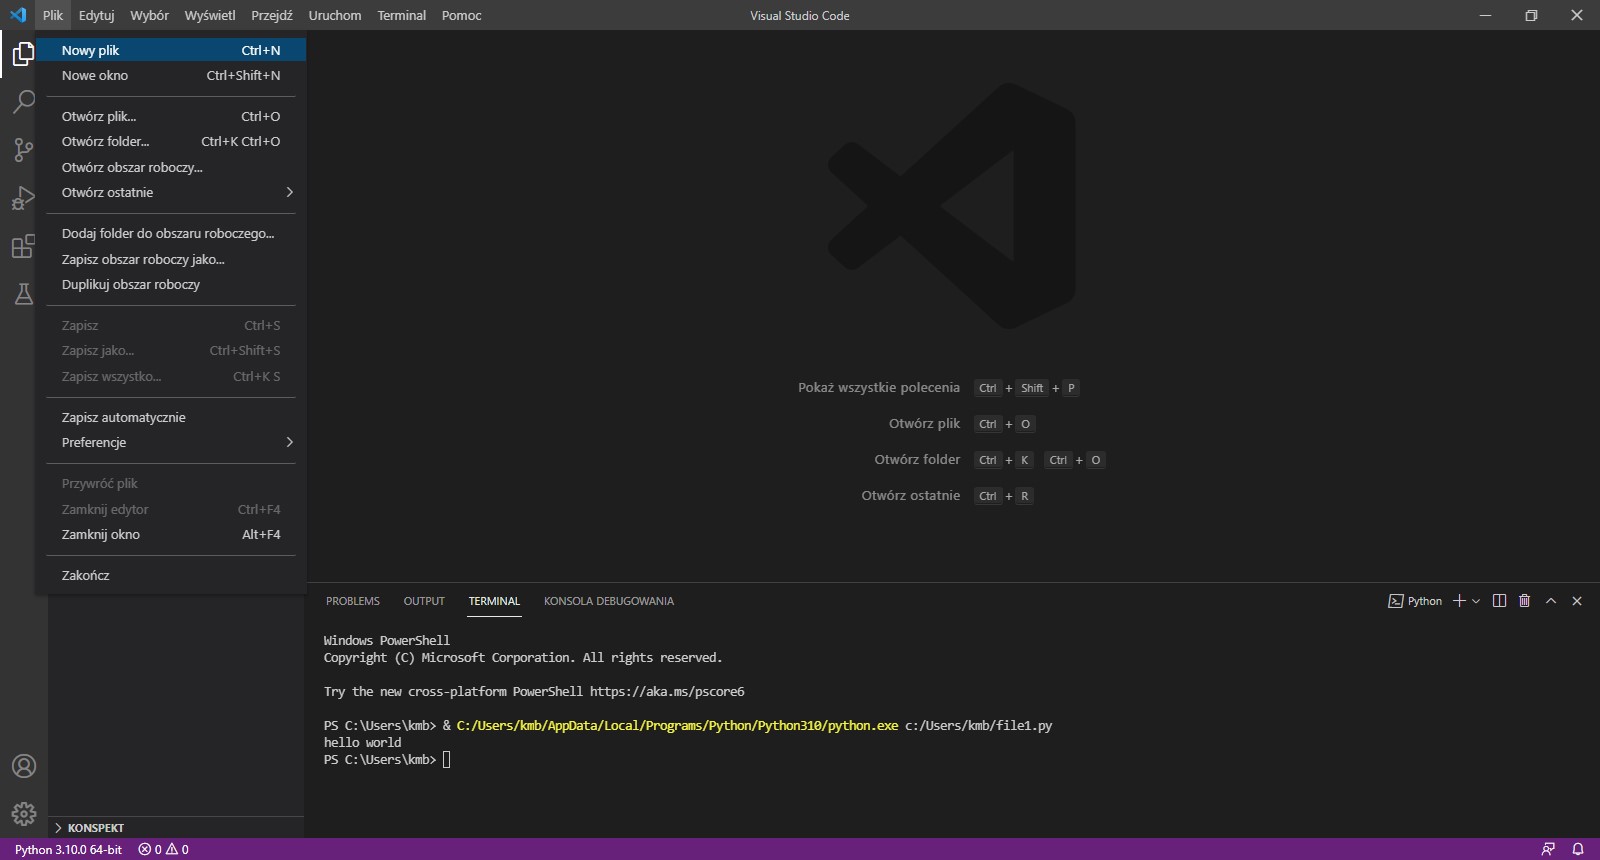 Plik Edytuj Wybór Wyświetl Przejdź Uruchom Terminal Pomoc Visual Studio Code
Nowy plik Ctrl+N
Nowe okno Ctrl+Shift+N
Otwórz plik... Ctrl+O
Otwórz folder... Ctrl+K Ctrl+O
Otwórz obszar roboczy...
Otwórz ostatnie
Dodaj folder do obszaru roboczego...
Zapisz obszar roboczy jako...
Duplikuj obszar roboczy
Zapisz Ctrl+S
Zapisz jako... Ctrl+Shift+S
Zapisz wszystko... Ctrl+K S
Zapisz automatycznie
Preferencje
Przywróć plik
Zamknij edytor Ctrl+F4
Zamknij okno Alt+F4
Zakończ
Pokaż wszystkie polecenia Ctrl + Shift + P
Otwórz plik Ctrl + O
Otwórz folder Ctrl + K Ctrl + O
Otwórz ostatnie Ctrl + R
PROBLEMS OUTPUT TERMINAL KONSOLA DEBUGOWANIA Python
Windows PowerShell
Copyright (C) Microsoft Corporation. All rights reserved.
Try the new cross-platform PowerShell https://aka.ms/pscore6
PS C:\Users\kmb> & C:/Users/kmb/AppData/Local/Programs/Python/Python310/python.exe c:/Users/kmb/file1.py
hello world
PS C:\Users\kmb>
KONSPEKT
Python 3.10.0 64-bit 0 0